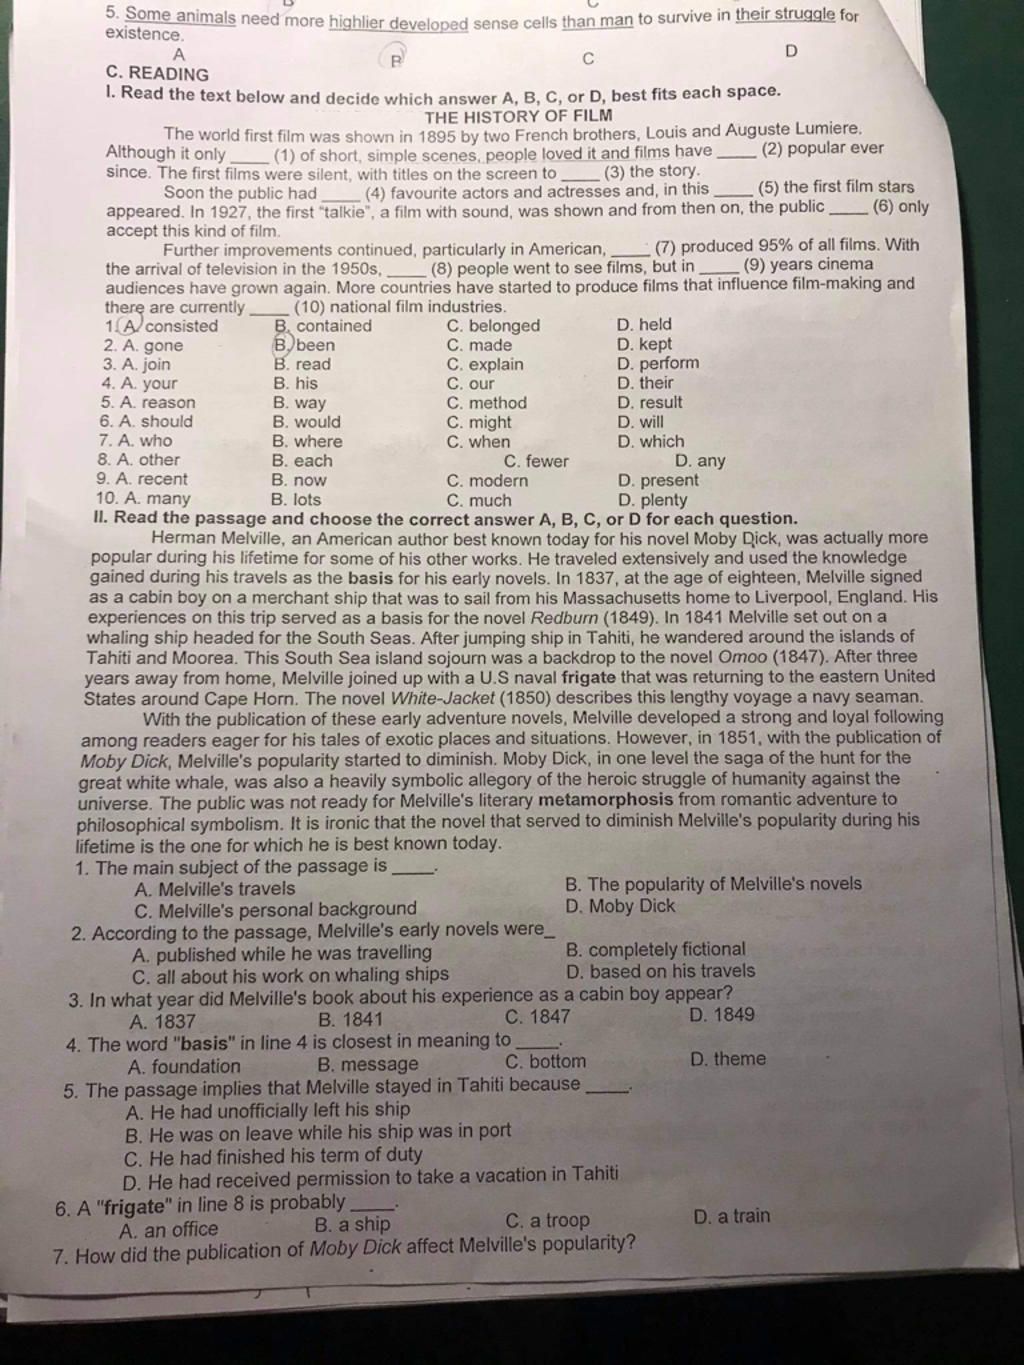 5. Some animals need more highlier developed sense cells than man to survive in their struggle for
existence.
A B C D
C. READING
I. Read the text below and decide which answer A, B, C, or D, best fits each space.
THE HISTORY OF FILM
The world first film was shown in 1895 by two French brothers, Louis and Auguste Lumiere.
Although it only ____ (1) of short, simple scenes, people loved it and films have ____ (2) popular ever
since. The first films were silent, with titles on the screen to ____ (3) the story.
Soon the public had ____ (4) favourite actors and actresses and, in this ____ (5) the first film stars
appeared. In 1927, the first "talkie", a film with sound, was shown and from then on, the public ____ (6) only
accept this kind of film.
Further improvements continued, particularly in American, ____ (7) produced 95% of all films. With
the arrival of television in the 1950s, ____ (8) people went to see films, but in ____ (9) years cinema
audiences have grown again. More countries have started to produce films that influence film-making and
there are currently ____ (10) national film industries.
1. A. consisted B. contained C. belonged D. held
2. A. gone B. been C. made D. kept
3. A. join B. read C. explain D. perform
4. A. your B. his C. our D. their
5. A. reason B. way C. method D. result
6. A. should B. would C. might D. will
7. A. who B. where C. when D. which
8. A. other B. each C. fewer D. any
9. A. recent B. now C. modern D. present
10. A. many B. lots C. much D. plenty
II. Read the passage and choose the correct answer A, B, C, or D for each question.
Herman Melville, an American author best known today for his novel Moby Dick, was actually more
popular during his lifetime for some of his other works. He traveled extensively and used the knowledge
gained during his travels as the basis for his early novels. In 1837, at the age of eighteen, Melville signed
as a cabin boy on a merchant ship that was to sail from his Massachusetts home to Liverpool, England. His
experiences on this trip served as a basis for the novel Redburn (1849). In 1841 Melville set out on a
whaling ship headed for the South Seas. After jumping ship in Tahiti, he wandered around the islands of
Tahiti and Moorea. This South Sea island sojourn was a backdrop to the novel Omoo (1847). After three
years away from home, Melville joined up with a U.S naval frigate that was returning to the eastern United
States around Cape Horn. The novel White-Jacket (1850) describes this lengthy voyage a navy seaman.
With the publication of these early adventure novels, Melville developed a strong and loyal following
among readers eager for his tales of exotic places and situations. However, in 1851, with the publication of
Moby Dick, Melville's popularity started to diminish. Moby Dick, in one level the saga of the hunt for the
great white whale, was also a heavily symbolic allegory of the heroic struggle of humanity against the
universe. The public was not ready for Melville's literary metamorphosis from romantic adventure to
philosophical symbolism. It is ironic that the novel that served to diminish Melville's popularity during his
lifetime is the one for which he is best known today.
1. The main subject of the passage is ____.
A. Melville's travels B. The popularity of Melville's novels
C. Melville's personal background D. Moby Dick
2. According to the passage, Melville's early novels were_
A. published while he was travelling B. completely fictional
C. all about his work on whaling ships D. based on his travels
3. In what year did Melville's book about his experience as a cabin boy appear?
A. 1837 B. 1841 C. 1847 D. 1849
4. The word "basis" in line 4 is closest in meaning to ____.
A. foundation B. message C. bottom D. theme
5. The passage implies that Melville stayed in Tahiti because ____.
A. He had unofficially left his ship
B. He was on leave while his ship was in port
C. He had finished his term of duty
D. He had received permission to take a vacation in Tahiti
6. A "frigate" in line 8 is probably ____.
A. an office B. a ship C. a troop D. a train
7. How did the publication of Moby Dick affect Melville's popularity?